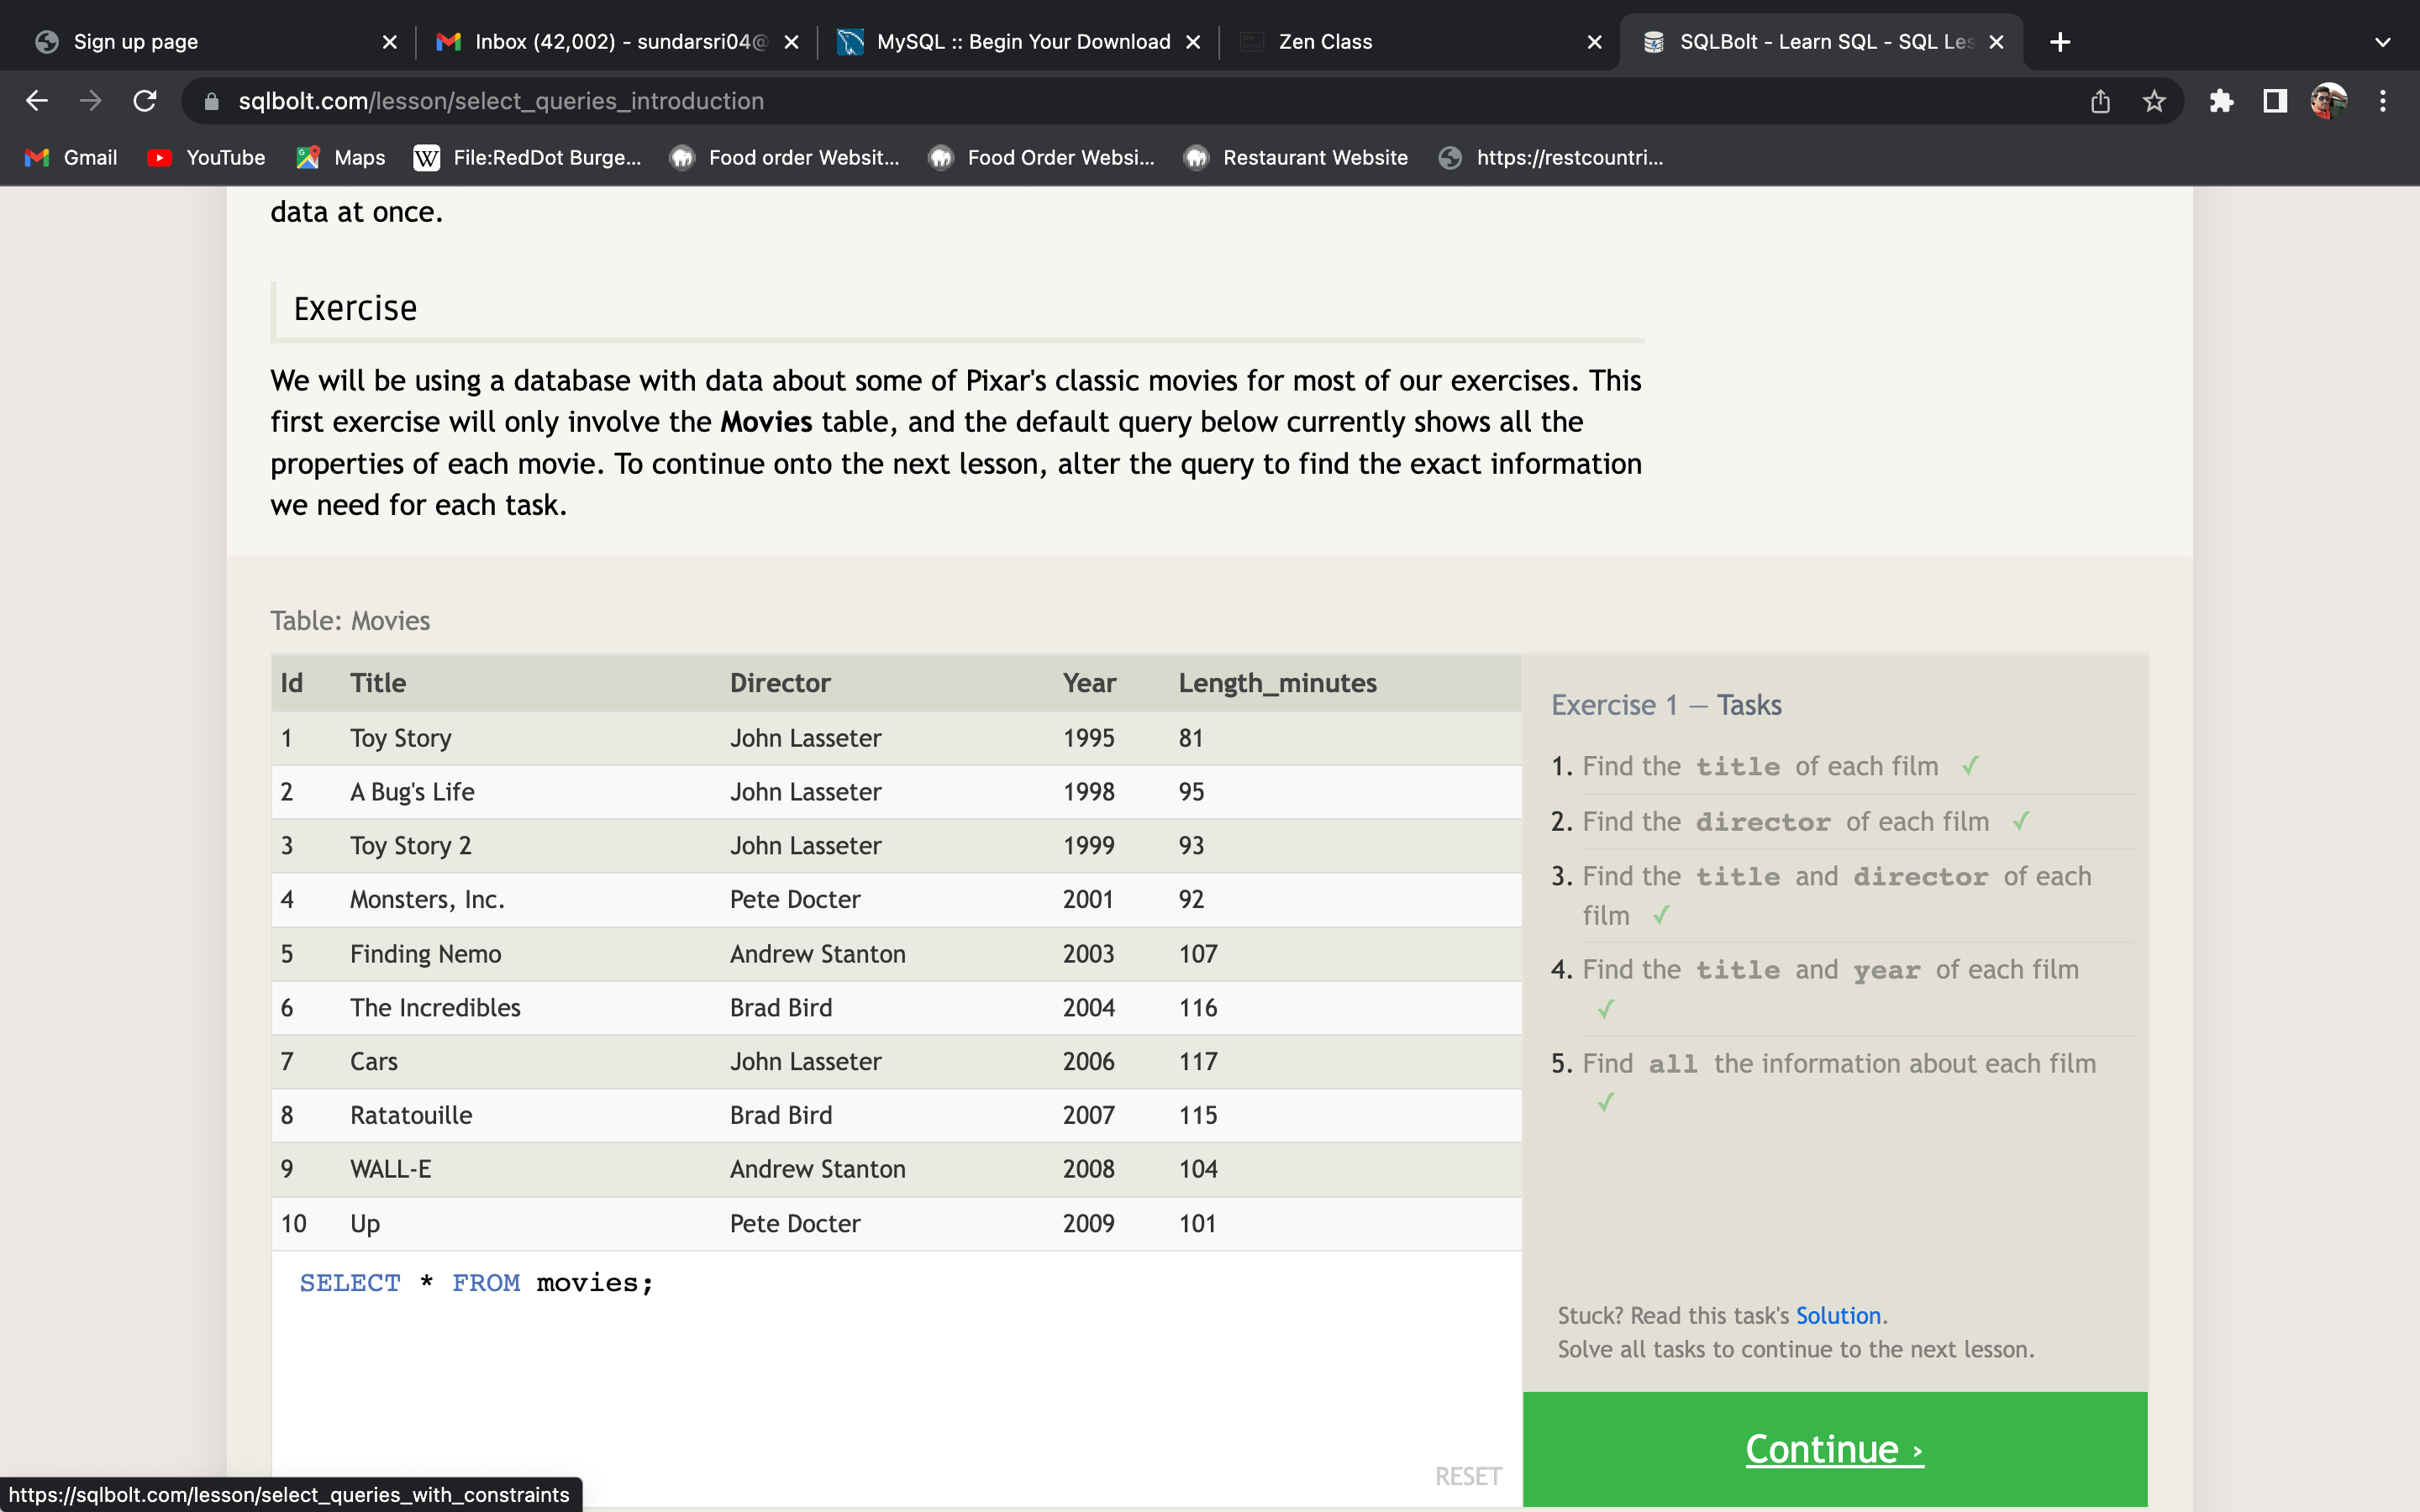 Sign up page
Inbox (42,002) - sundarsri04@
MySQL :: Begin Your Download
Zen Class
SQLBolt - Learn SQL - SQL Les
sqlbolt.com/lesson/select_queries_introduction
Gmail
YouTube
Maps
W
File:RedDot Burge...
Food order Websit...
Food Order Websi...
Restaurant Website
https://restcountri...
data at once.
Exercise
We will be using a database with data about some of Pixar's classic movies for most of our exercises. This
first exercise will only involve the Movies table, and the default query below currently shows all the
properties of each movie. To continue onto the next lesson, alter the query to find the exact information
we need for each task.
Table: Movies
Id Title Director Year Length_minutes
1 Toy Story John Lasseter 1995 81
2 A Bug's Life John Lasseter 1998 95
3 Toy Story 2 John Lasseter 1999 93
4 Monsters, Inc. Pete Docter 2001 92
5 Finding Nemo Andrew Stanton 2003 107
6 The Incredibles Brad Bird 2004 116
7 Cars John Lasseter 2006 117
8 Ratatouille Brad Bird 2007 115
9 WALL-E Andrew Stanton 2008 104
10 Up Pete Docter 2009 101
SELECT * FROM movies;
RESET
Exercise 1 — Tasks
1. Find the title of each film ✓
2. Find the director of each film ✓
3. Find the title and director of each
film ✓
4. Find the title and year of each film
✓
5. Find all the information about each film
✓
Stuck? Read this task's Solution.
Solve all tasks to continue to the next lesson.
Continue ›
https://sqlbolt.com/lesson/select_queries_with_constraints